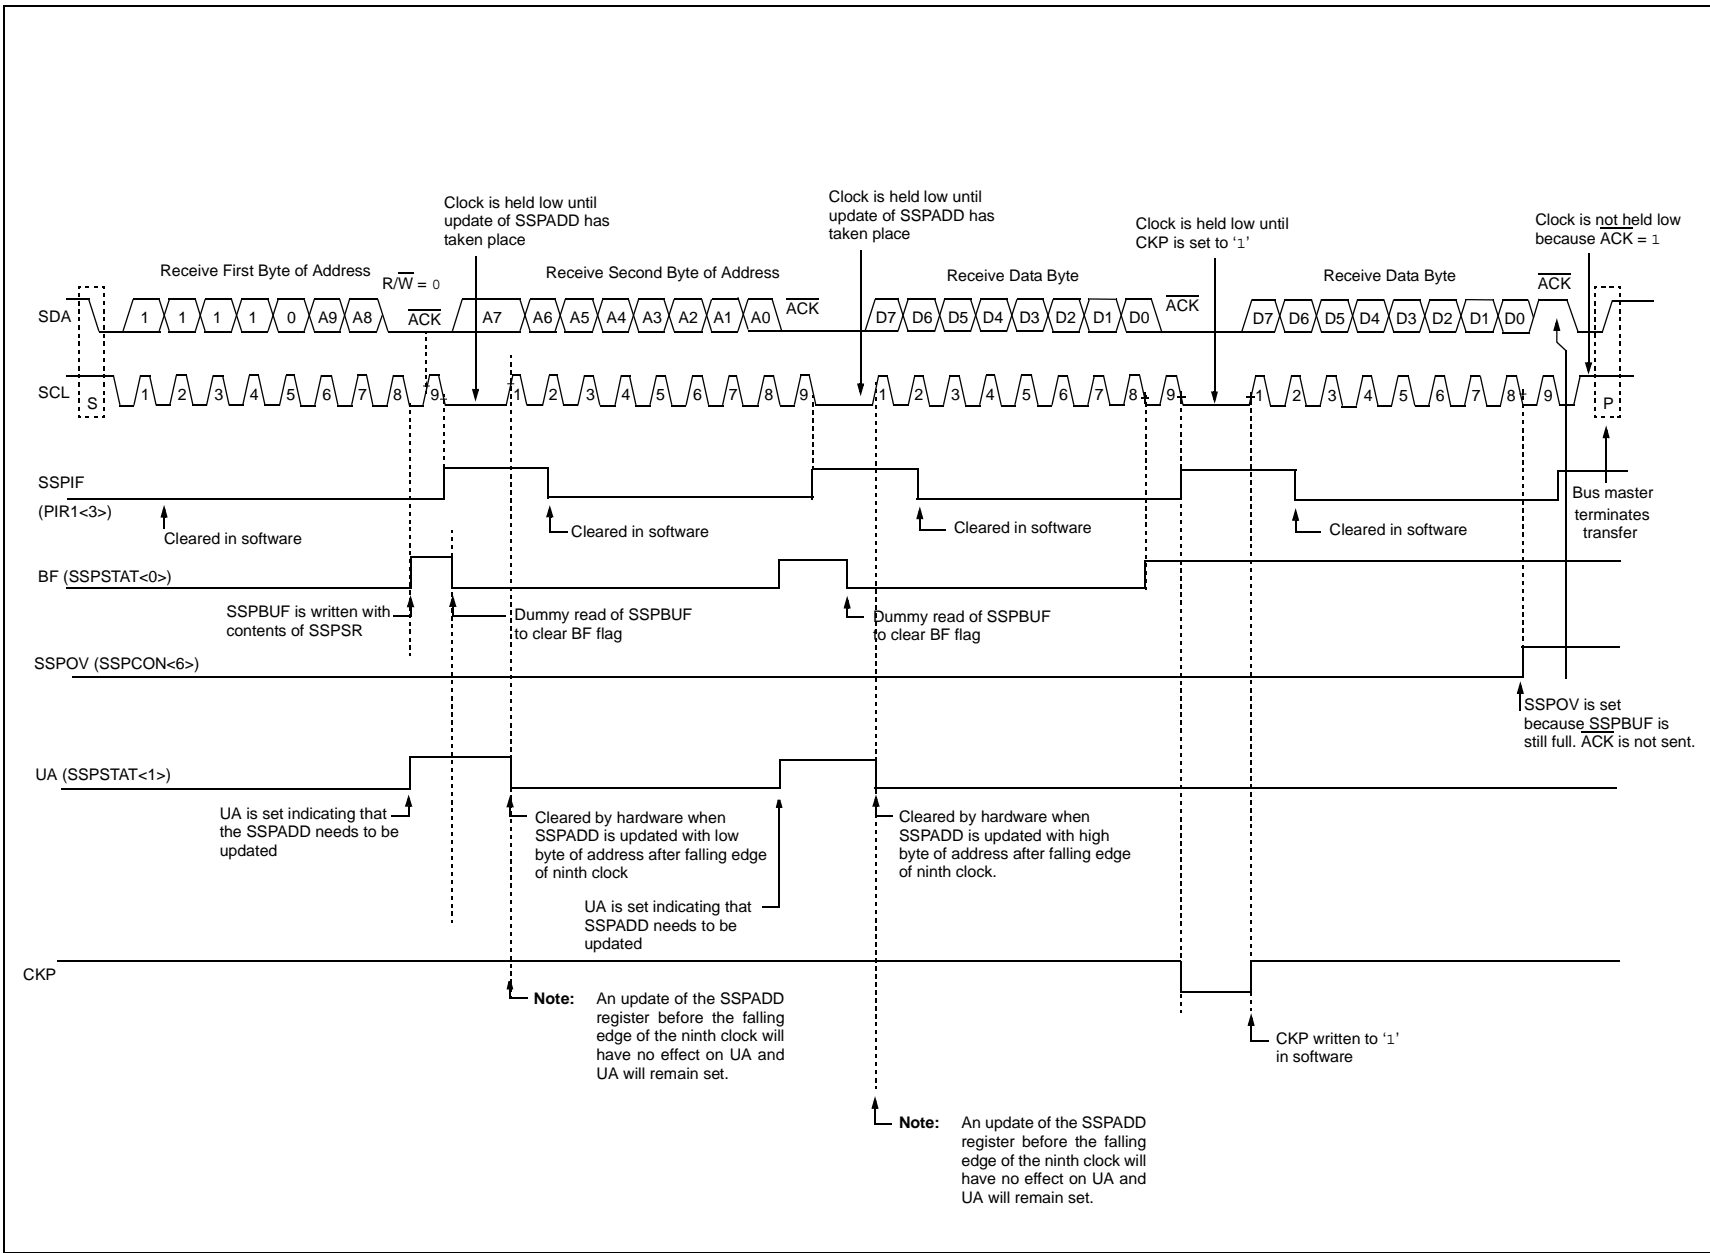 Clock is held low until
update of SSPADD has
taken place
Clock is held low until
update of SSPADD has
taken place
Clock is held low until
CKP is set to ‘1’
Clock is not held low
because ACK = 1
Receive First Byte of Address
R/W = 0
Receive Second Byte of Address
Receive Data Byte
Receive Data Byte
SDA
1 1 1 1 0 A9 A8 ACK A7 A6 A5 A4 A3 A2 A1 A0 ACK D7 D6 D5 D4 D3 D2 D1 D0 ACK D7 D6 D5 D4 D3 D2 D1 D0 ACK
SCL
S 1 2 3 4 5 6 7 8 9 1 2 3 4 5 6 7 8 9 1 2 3 4 5 6 7 8 9 1 2 3 4 5 6 7 8 9 P
SSPIF
(PIR1<3>)
Cleared in software
Cleared in software
Cleared in software
Cleared in software
Bus master
terminates
transfer
BF (SSPSTAT<0>)
SSPBUF is written with
contents of SSPSR
Dummy read of SSPBUF
to clear BF flag
Dummy read of SSPBUF
to clear BF flag
SSPOV (SSPCON<6>)
SSPOV is set
because SSPBUF is
still full. ACK is not sent.
UA (SSPSTAT<1>)
UA is set indicating that
the SSPADD needs to be
updated
Cleared by hardware when
SSPADD is updated with low
byte of address after falling edge
of ninth clock
UA is set indicating that
SSPADD needs to be
updated
Cleared by hardware when
SSPADD is updated with high
byte of address after falling edge
of ninth clock.
CKP
Note: An update of the SSPADD
register before the falling
edge of the ninth clock will
have no effect on UA and
UA will remain set.
CKP written to ‘1’
in software
Note: An update of the SSPADD
register before the falling
edge of the ninth clock will
have no effect on UA and
UA will remain set.